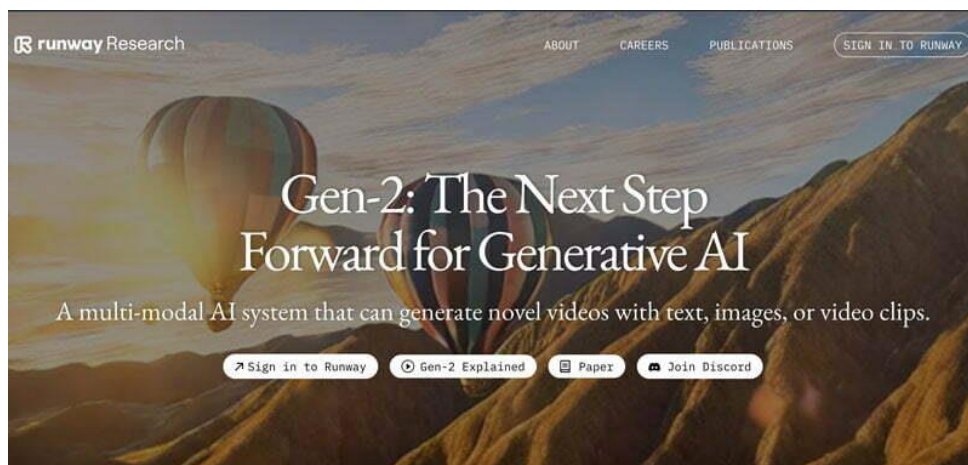 runway Research
ABOUT CAREERS PUBLICATIONS SIGN IN TO RUNWAY
Gen-2: The Next Step
Forward for Generative AI
A multi-modal AI system that can generate novel videos with text, images, or video clips.
Sign in to Runway Gen-2 Explained Paper Join Discord